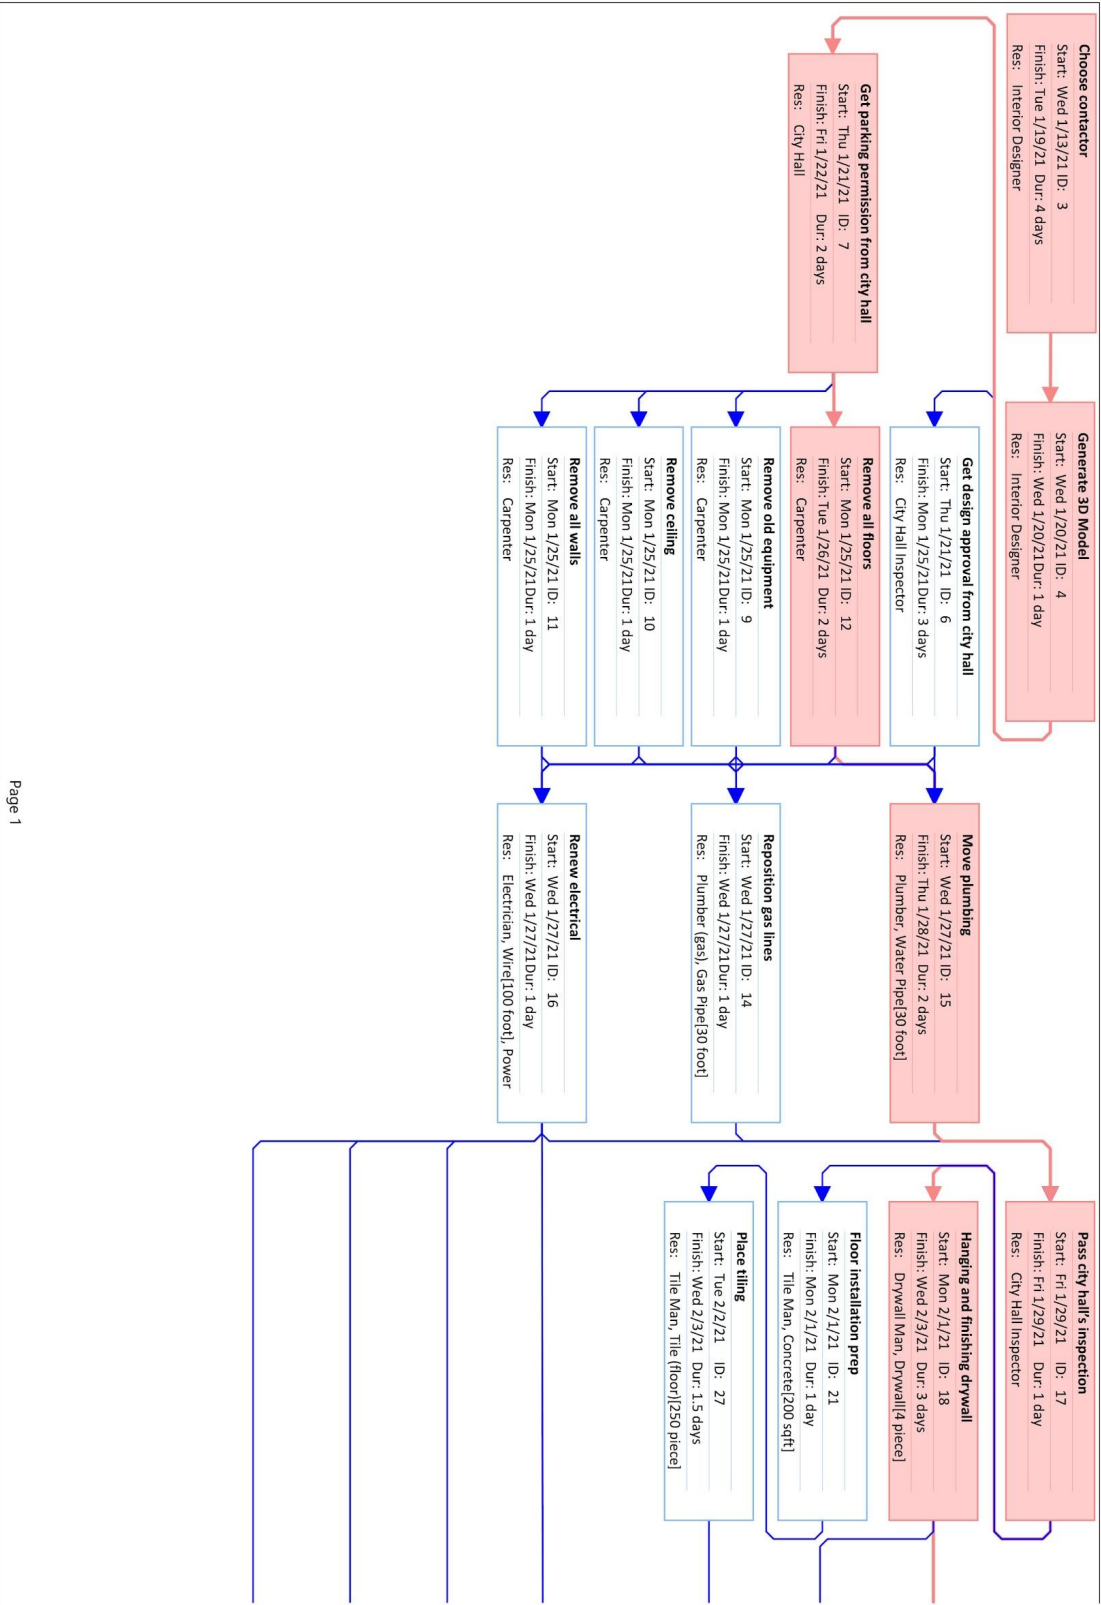 Choose contactor
Start: Wed 1/13/21 ID: 3
Finish: Tue 1/19/21 Dur: 4 days
Res: Interior Designer
Generate 3D Model
Start: Wed 1/20/21 ID: 4
Finish: Wed 1/20/21 Dur: 1 day
Res: Interior Designer
Get parking permission from city hall
Start: Thu 1/21/21 ID: 7
Finish: Fri 1/22/21 Dur: 2 days
Res: City Hall
Get design approval from city hall
Start: Thu 1/21/21 ID: 6
Finish: Mon 1/25/21 Dur: 3 days
Res: City Hall Inspector
Remove all floors
Start: Mon 1/25/21 ID: 12
Finish: Tue 1/26/21 Dur: 2 days
Res: Carpenter
Remove old equipment
Start: Mon 1/25/21 ID: 9
Finish: Mon 1/25/21 Dur: 1 day
Res: Carpenter
Remove ceiling
Start: Mon 1/25/21 ID: 10
Finish: Mon 1/25/21 Dur: 1 day
Res: Carpenter
Remove all walls
Start: Mon 1/25/21 ID: 11
Finish: Mon 1/25/21 Dur: 1 day
Res: Carpenter
Move plumbing
Start: Wed 1/27/21 ID: 15
Finish: Thu 1/28/21 Dur: 2 days
Res: Plumber, Water Pipe[30 foot]
Reposition gas lines
Start: Wed 1/27/21 ID: 14
Finish: Wed 1/27/21 Dur: 1 day
Res: Plumber (gas), Gas Pipe[30 foot]
Renew electrical
Start: Wed 1/27/21 ID: 16
Finish: Wed 1/27/21 Dur: 1 day
Res: Electrician, Wire[100 foot], Power
Pass city hall's inspection
Start: Fri 1/29/21 ID: 17
Finish: Fri 1/29/21 Dur: 1 day
Res: City Hall Inspector
Hanging and finishing drywall
Start: Mon 2/1/21 ID: 18
Finish: Wed 2/3/21 Dur: 3 days
Res: Drywall Man, Drywall[4 piece]
Floor installation prep
Start: Mon 2/1/21 ID: 21
Finish: Mon 2/1/21 Dur: 1 day
Res: Tile Man, Concrete[200 sqft]
Place tiling
Start: Tue 2/2/21 ID: 27
Finish: Wed 2/3/21 Dur: 1.5 days
Res: Tile Man, Tile (floor)[250 piece]
Page 1